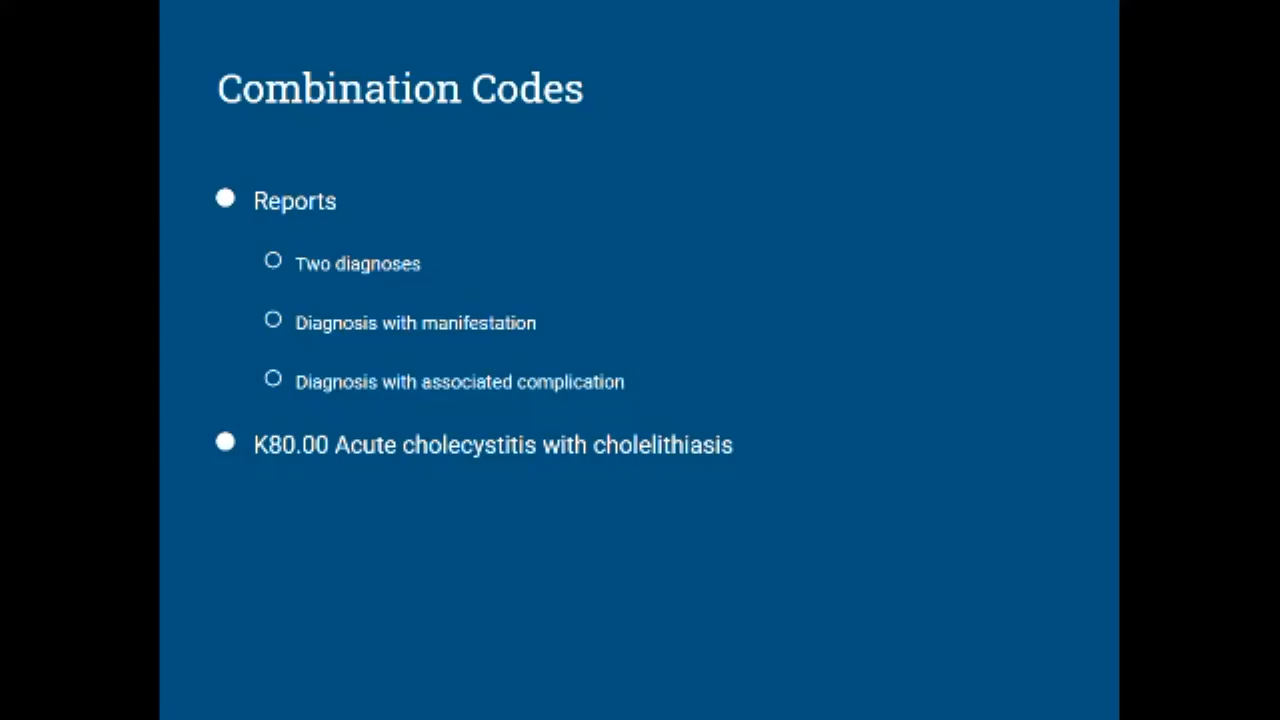 Combination Codes
Reports
Two diagnoses
Diagnosis with manifestation
Diagnosis with associated complication
K80.00 Acute cholecystitis with cholelithiasis